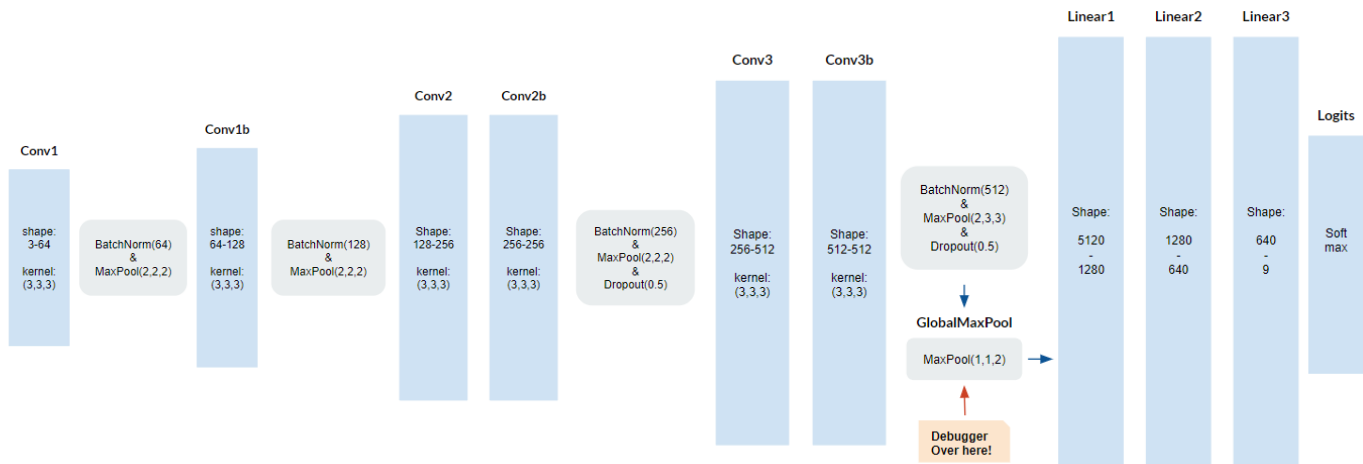 Conv1
shape:
3-64
kernel:
(3,3,3)
BatchNorm(64)
&
MaxPool(2,2,2)
Conv1b
shape:
64-128
kernel:
(3,3,3)
BatchNorm(128)
&
MaxPool(2,2,2)
Conv2
Shape:
128-256
kernel:
(3,3,3)
Conv2b
Shape:
256-256
kernel:
(3,3,3)
BatchNorm(256)
&
MaxPool(2,2,2)
&
Dropout(0.5)
Conv3
Shape:
256-512
kernel:
(3,3,3)
Conv3b
Shape:
512-512
kernel:
(3,3,3)
BatchNorm(512)
&
MaxPool(2,3,3)
&
Dropout(0.5)
GlobalMaxPool
MaxPool(1,1,2)
Debugger
Over here!
Linear1
Shape:
5120
-
1280
Linear2
Shape:
1280
-
640
Linear3
Shape:
640
-
9
Logits
Soft
max